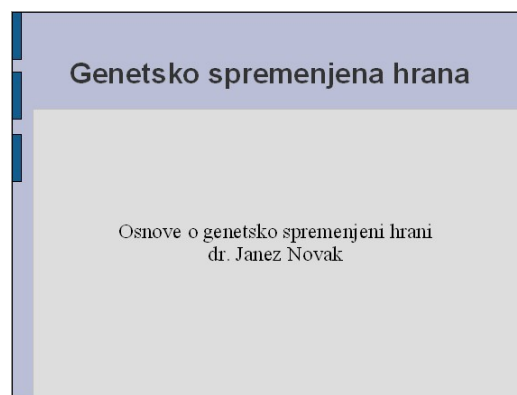 Genetsko spremenjena hrana
Osnove o genetsko spremenjeni hrani
dr. Janez Novak